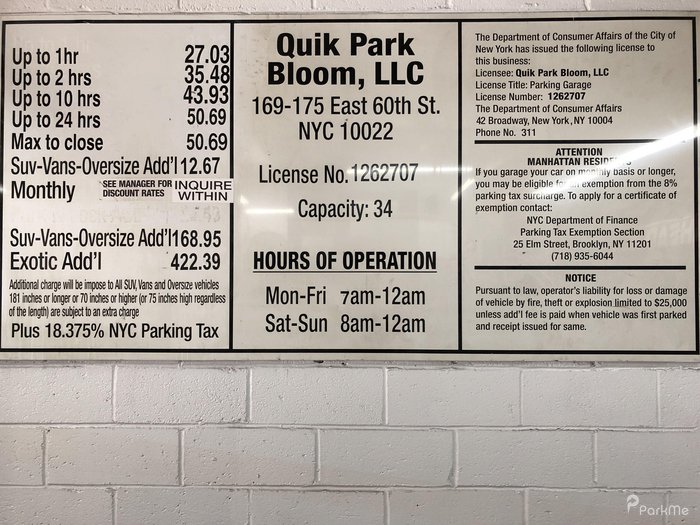 Up to 1hr 27.03
Up to 2 hrs 35.48
Up to 10 hrs 43.93
Up to 24 hrs 50.69
Max to close 50.69
Suv-Vans-Oversize Add'l 12.67
Monthly SEE MANAGER FOR DISCOUNT RATES INQUIRE WITHIN
Suv-Vans-Oversize Add'l 168.95
Exotic Add'l 422.39
Additional charge will be impose to All SUV, Vans and Oversize vehicles
181 inches or longer or 70 inches or higher (or 75 inches high regardless
of the length) are subject to an extra charge
Plus 18.375% NYC Parking Tax
Quik Park
Bloom, LLC
169-175 East 60th St.
NYC 10022
License No. 1262707
Capacity: 34
HOURS OF OPERATION
Mon-Fri 7am-12am
Sat-Sun 8am-12am
The Department of Consumer Affairs of the City of
New York has issued the following license to
this business:
Licensee: Quik Park Bloom, LLC
License Title: Parking Garage
License Number: 1262707
The Department of Consumer Affairs
42 Broadway, New York, NY 10004
Phone No. 311
ATTENTION
MANHATTAN RESIDENTS
If you garage your car on monthly basis or longer,
you may be eligible for an exemption from the 8%
parking tax surcharge. To apply for a certificate of
exemption contact:
NYC Department of Finance
Parking Tax Exemption Section
25 Elm Street, Brooklyn, NY 11201
(718) 935-6044
NOTICE
Pursuant to law, operator's liability for loss or damage
of vehicle by fire, theft or explosion limited to $25,000
unless add'l fee is paid when vehicle was first parked
and receipt issued for same.
ParkMe